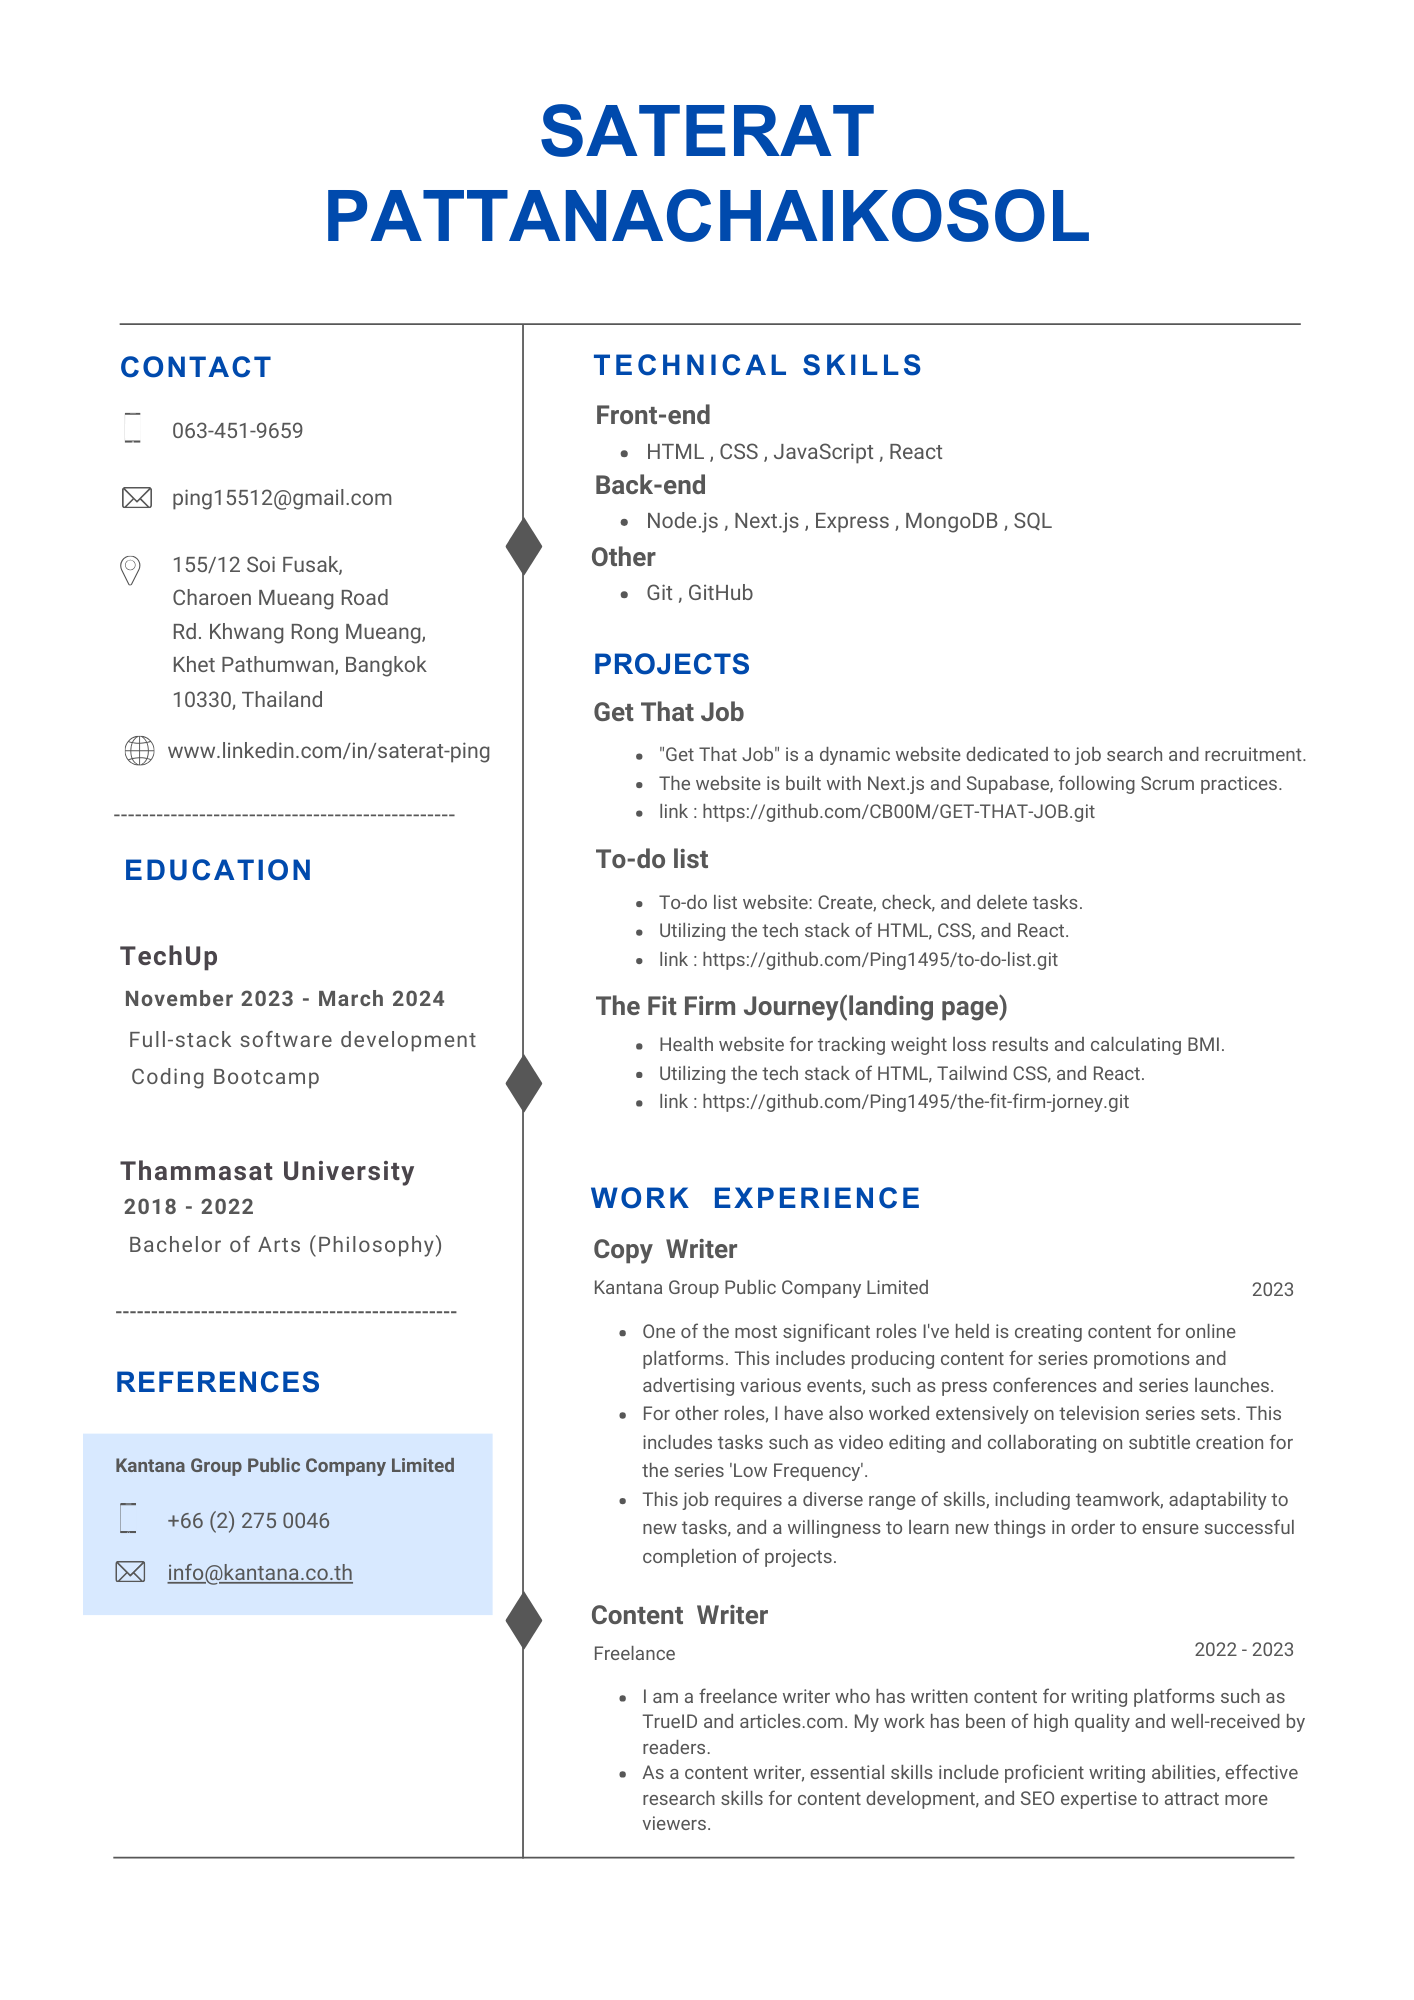 SATERAT
PATTANACHAIKOSOL
CONTACT
063-451-9659
ping15512@gmail.com
155/12 Soi Fusak,
Charoen Mueang Road
Rd. Khwang Rong Mueang,
Khet Pathumwan, Bangkok
10330, Thailand
www.linkedin.com/in/saterat-ping
------------------------------------------------
EDUCATION
TechUp
November 2023 - March 2024
Full-stack software development
Coding Bootcamp
Thammasat University
2018 - 2022
Bachelor of Arts (Philosophy)
------------------------------------------------
REFERENCES
Kantana Group Public Company Limited
+66 (2) 275 0046
info@kantana.co.th
TECHNICAL SKILLS
Front-end
• HTML , CSS , JavaScript , React
Back-end
• Node.js , Next.js , Express , MongoDB , SQL
Other
• Git , GitHub
PROJECTS
Get That Job
• "Get That Job" is a dynamic website dedicated to job search and recruitment.
• The website is built with Next.js and Supabase, following Scrum practices.
• link : https://github.com/CB00M/GET-THAT-JOB.git
To-do list
• To-do list website: Create, check, and delete tasks.
• Utilizing the tech stack of HTML, CSS, and React.
• link : https://github.com/Ping1495/to-do-list.git
The Fit Firm Journey(landing page)
• Health website for tracking weight loss results and calculating BMI.
• Utilizing the tech stack of HTML, Tailwind CSS, and React.
• link : https://github.com/Ping1495/the-fit-firm-jorney.git
WORK EXPERIENCE
Copy Writer
Kantana Group Public Company Limited 2023
• One of the most significant roles I've held is creating content for online
platforms. This includes producing content for series promotions and
advertising various events, such as press conferences and series launches.
• For other roles, I have also worked extensively on television series sets. This
includes tasks such as video editing and collaborating on subtitle creation for
the series 'Low Frequency'.
• This job requires a diverse range of skills, including teamwork, adaptability to
new tasks, and a willingness to learn new things in order to ensure successful
completion of projects.
Content Writer
Freelance 2022 - 2023
• I am a freelance writer who has written content for writing platforms such as
TrueID and articles.com. My work has been of high quality and well-received by
readers.
• As a content writer, essential skills include proficient writing abilities, effective
research skills for content development, and SEO expertise to attract more
viewers.